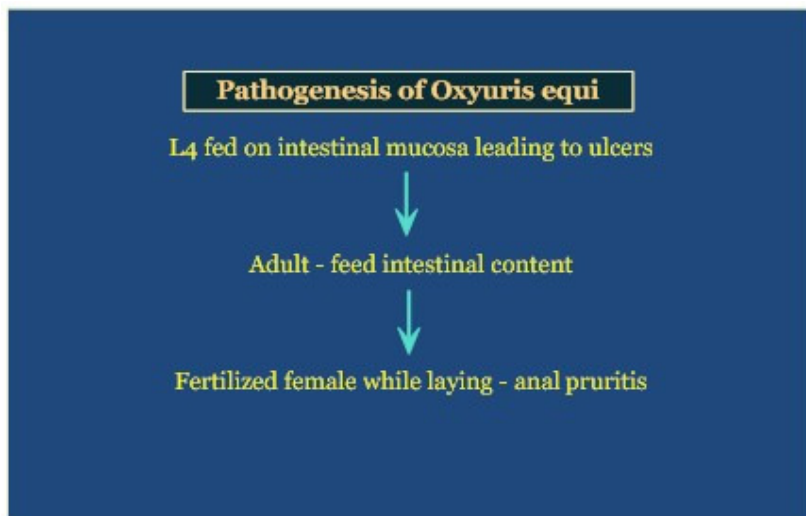 Pathogenesis of Oxyuris equi
L4 fed on intestinal mucosa leading to ulcers
Adult - feed intestinal content
Fertilized female while laying - anal pruritis